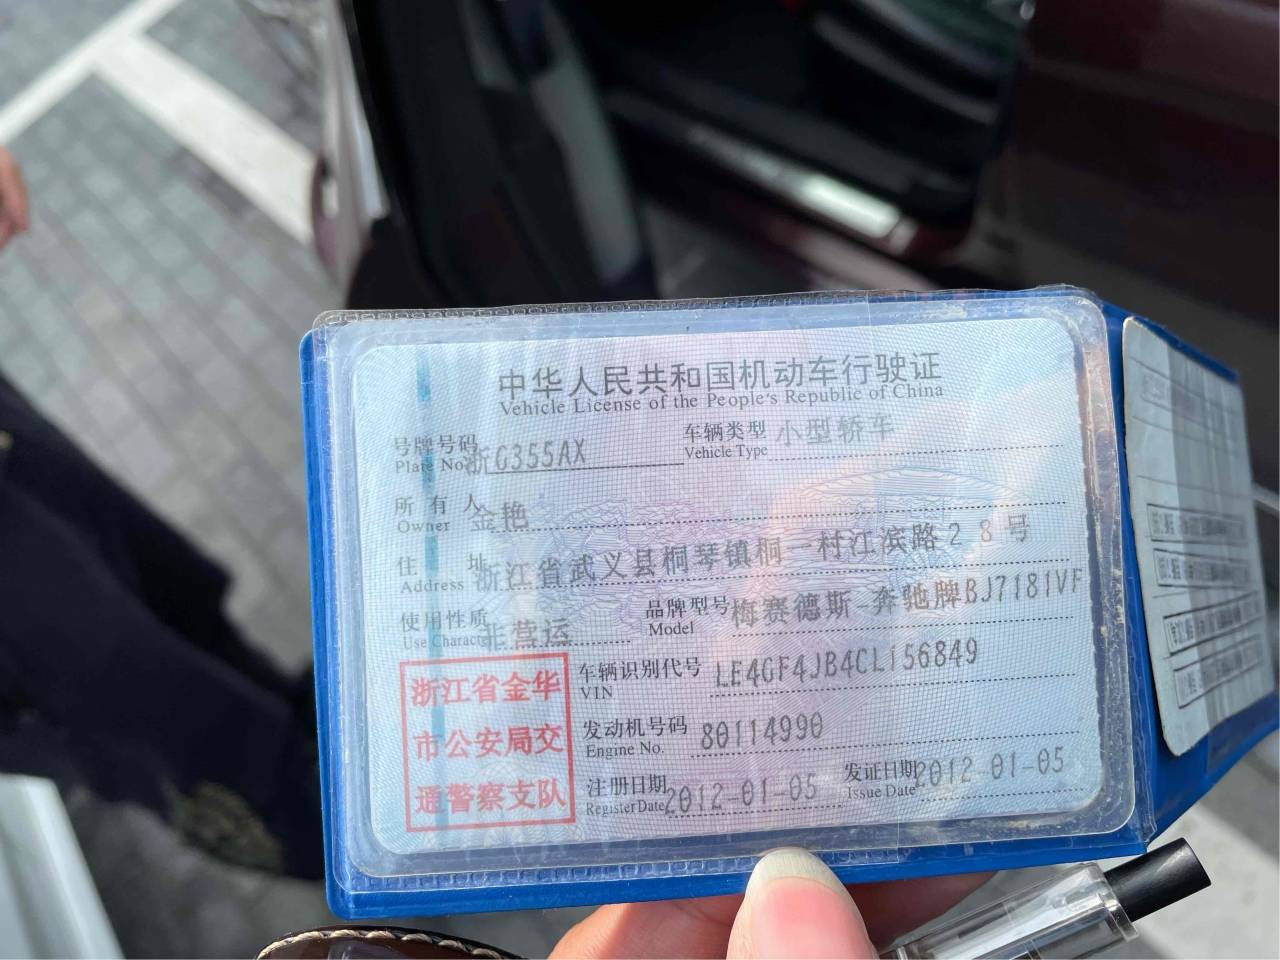 中华人民共和国机动车行驶证
Vehicle License of the People's Republic of China
号牌号码 浙G355AX 车辆类型 小型轿车
Plate No. Vehicle Type
所有人 金艳
Owner
住址 浙江省武义县桐琴镇桐一村江滨路28号
Address
使用性质 非营运 品牌型号 梅赛德斯-奔驰牌BJ7181VF
Use Character Model
浙江省金华
市公安局交
通警察支队
车辆识别代号 LE4GF4JB4CL156849
VIN
发动机号码 80114990
Engine No.
注册日期 2012-01-05 发证日期 2012-01-05
Register Date Issue Date